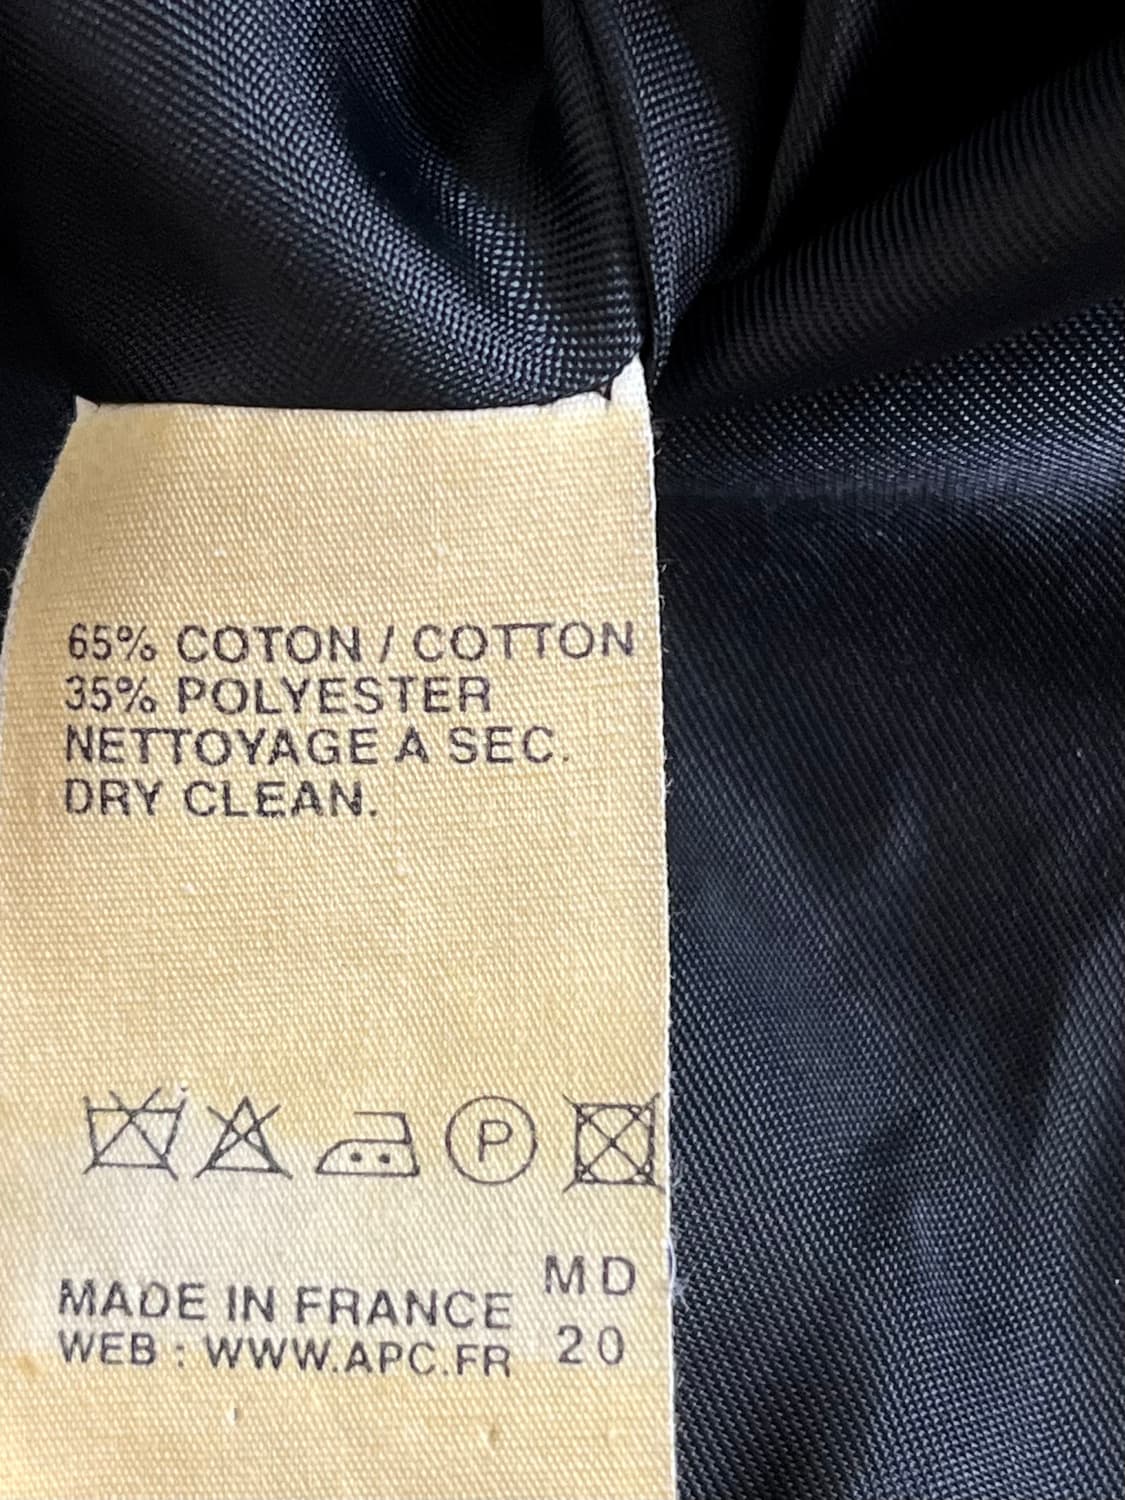 65% COTON / COTTON
35% POLYESTER
NETTOYAGE A SEC.
DRY CLEAN.
P
MADE IN FRANCE
WEB : WWW.APC.FR
MD
20